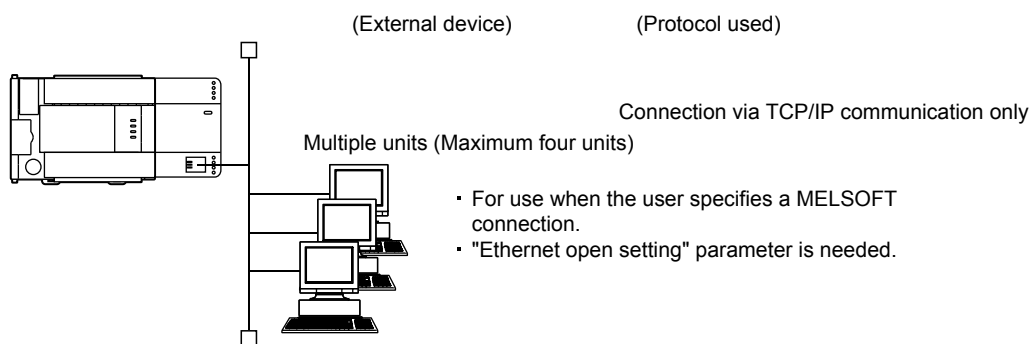 (External device) (Protocol used)
Connection via TCP/IP communication only
Multiple units (Maximum four units)
· For use when the user specifies a MELSOFT
connection.
· "Ethernet open setting" parameter is needed.